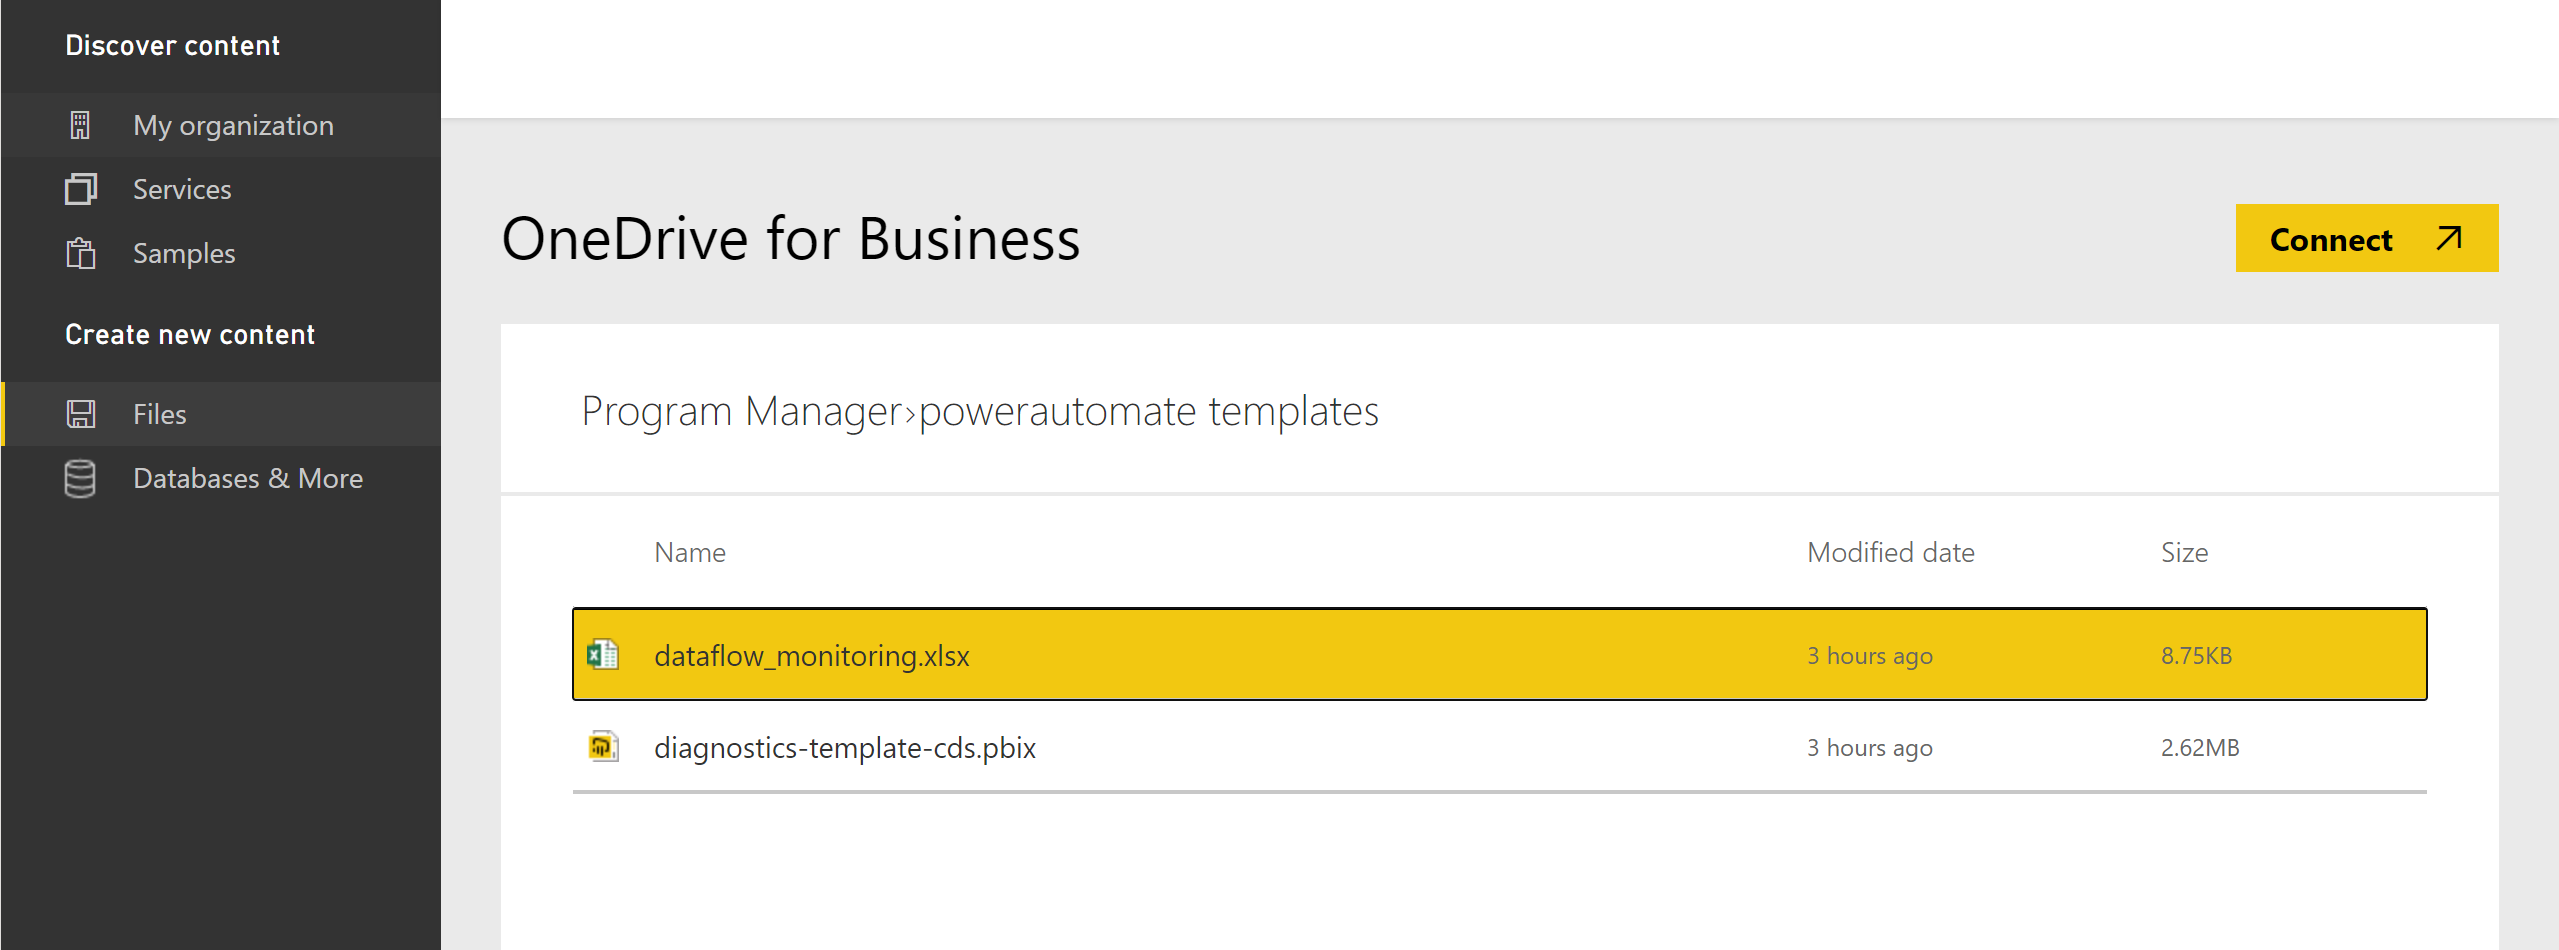 Discover content
My organization
Services
Samples
Create new content
Files
Databases & More
OneDrive for Business
Connect
Program Manager›powerautomate templates
Name Modified date Size
dataflow_monitoring.xlsx 3 hours ago 8.75KB
diagnostics-template-cds.pbix 3 hours ago 2.62MB